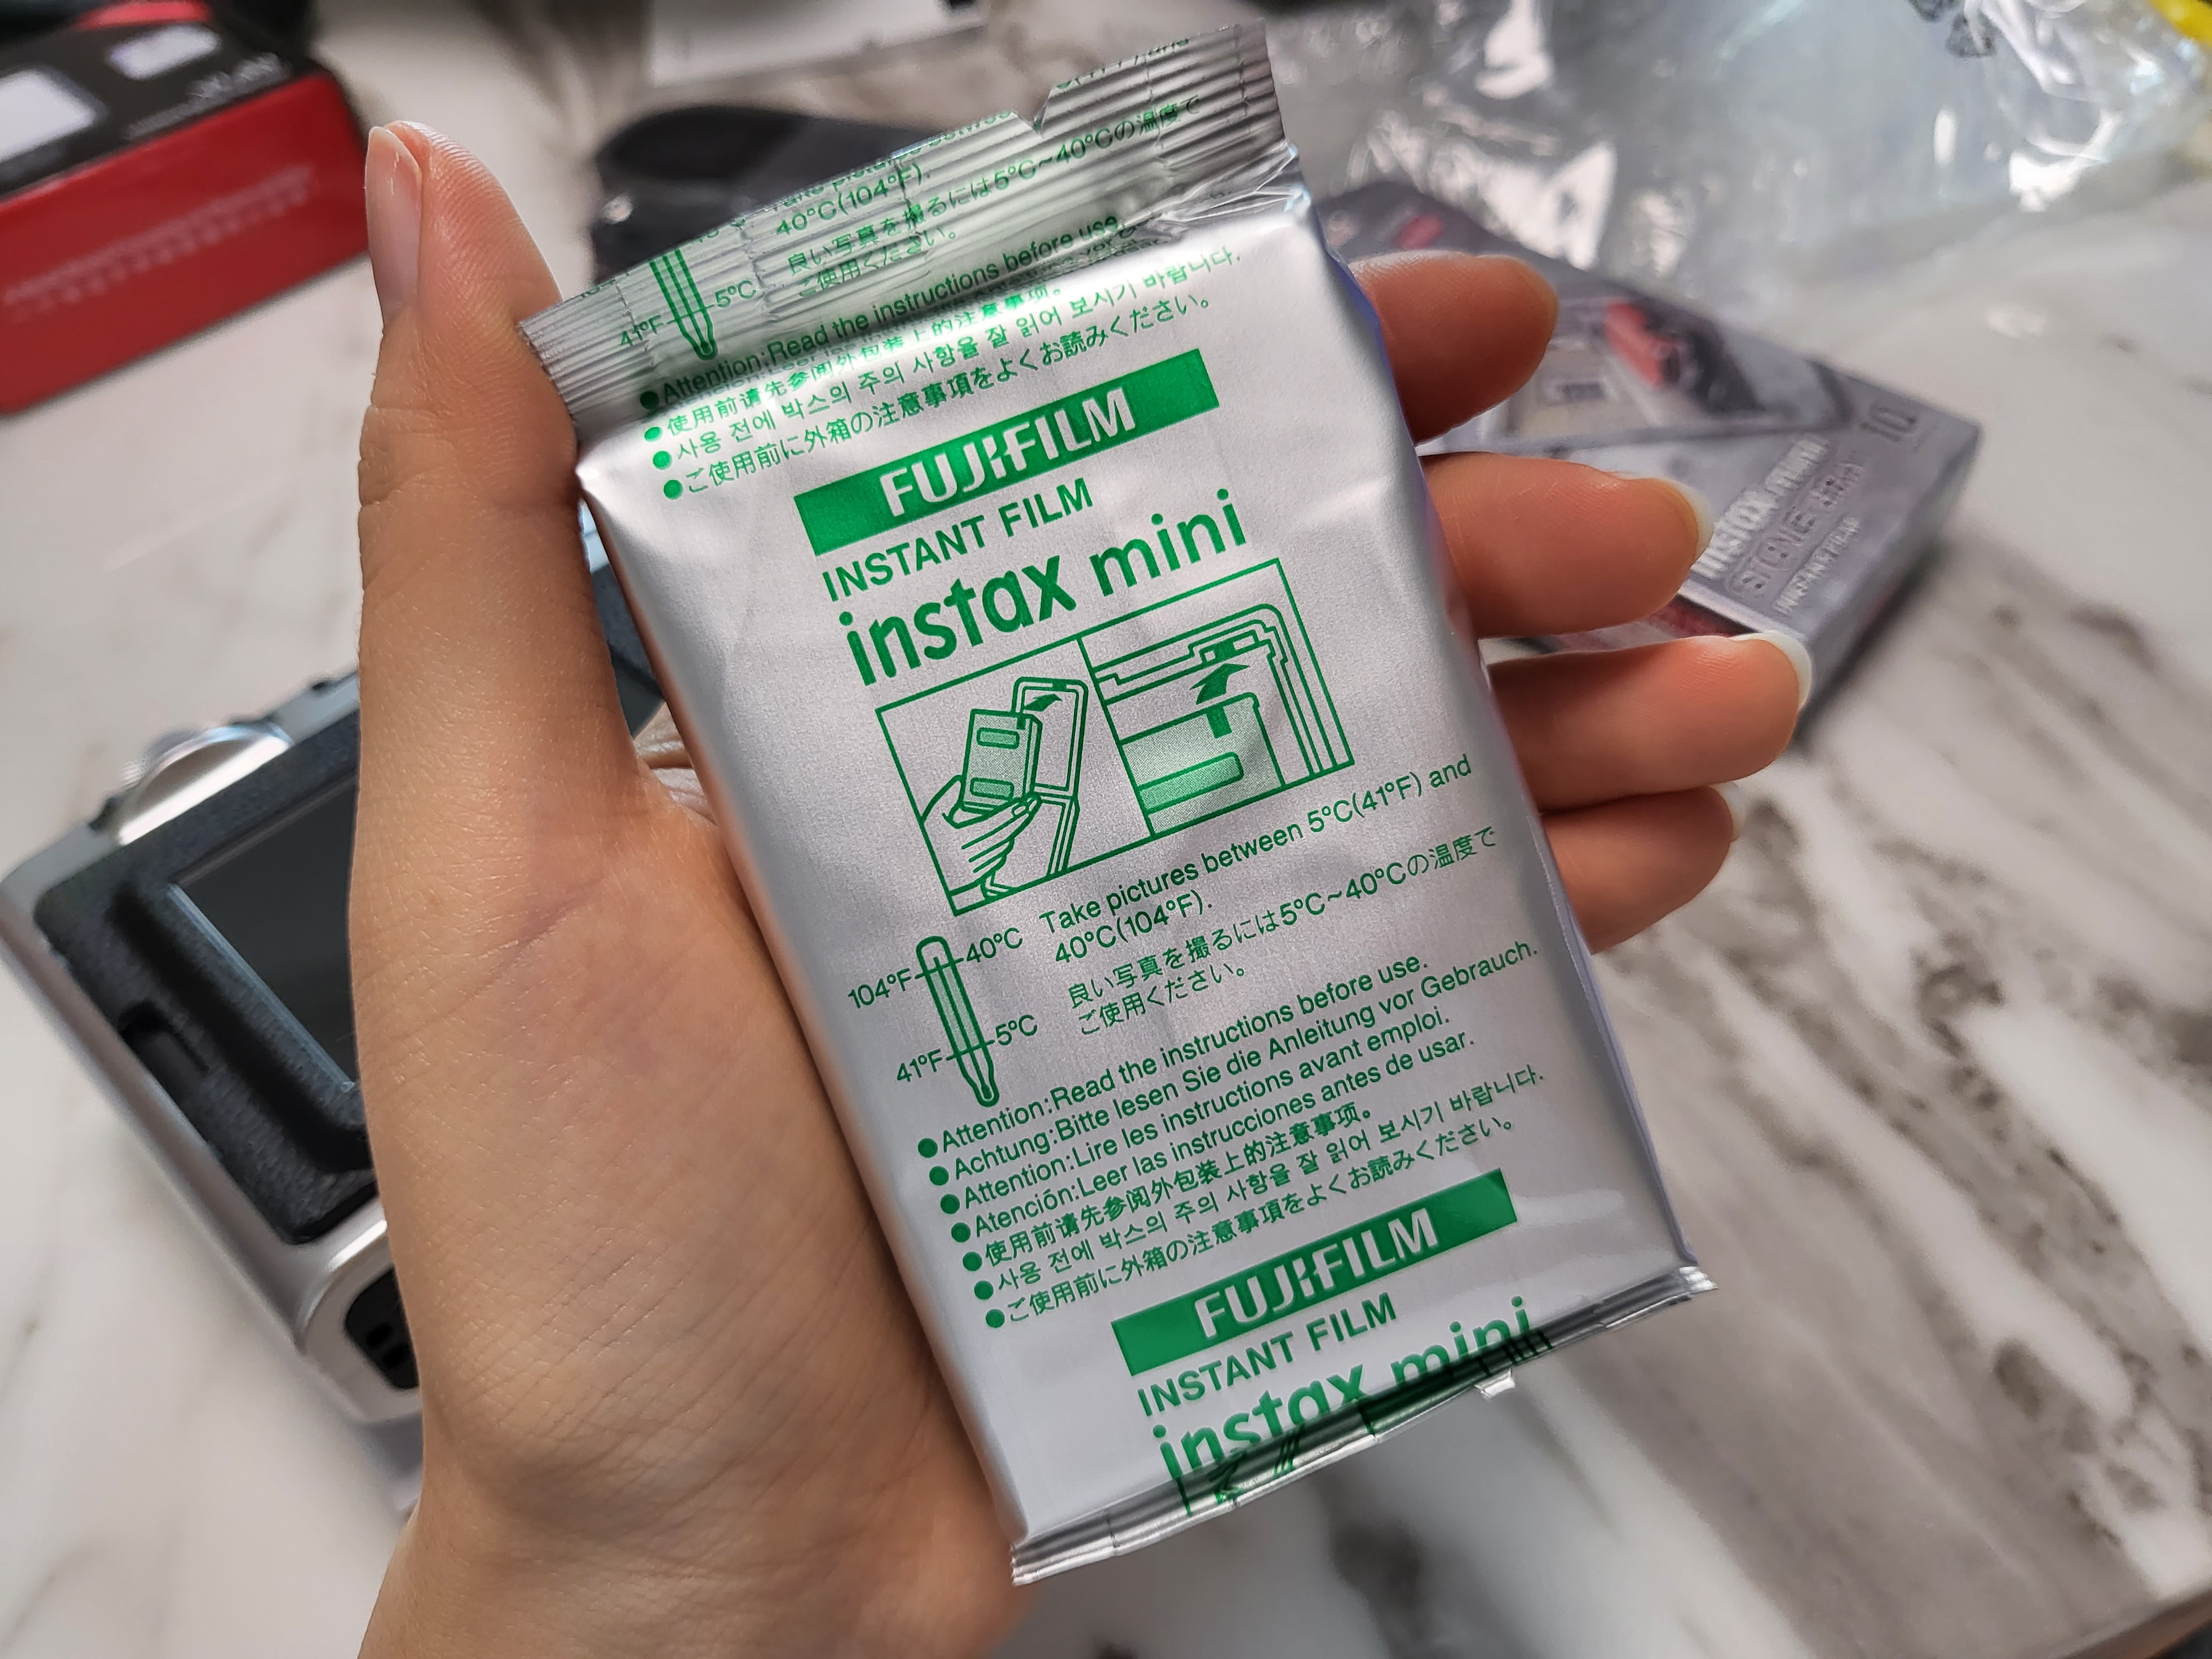 40°C(104°F).
良い写真を撮るには5°C~40°Cの温度で
ご使用ください。
41°F
5°C
Attention:Read the instructions before use.
使用前请先参阅外包装上的注意事项。
사용 전에 박스의 주의 사항을 잘 읽어 보시기 바랍니다.
ご使用前に外箱の注意事項をよくお読みください。
FUJIFILM
INSTANT FILM
instax mini
Take pictures between 5°C(41°F) and
40°C(104°F).
良い写真を撮るには5°C~40°Cの温度で
ご使用ください。
104°F
40°C
41°F
5°C
Attention:Read the instructions before use.
Achtung:Bitte lesen Sie die Anleitung vor Gebrauch.
Attention:Lire les instructions avant emploi.
Atención:Leer las instrucciones antes de usar.
使用前请先参阅外包装上的注意事项。
사용 전에 박스의 주의 사항을 잘 읽어 보시기 바랍니다.
ご使用前に外箱の注意事項をよくお読みください。
FUJIFILM
INSTANT FILM
instax mini
instax mini
STONE GRAY
INSTANT FILM
10